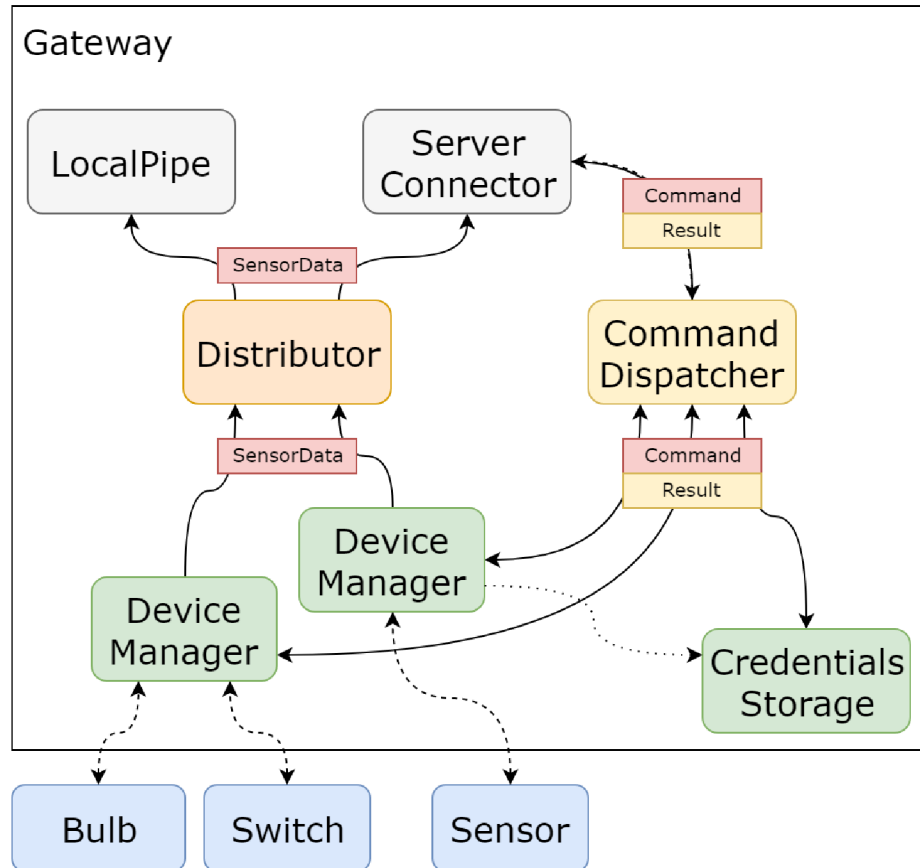 Gateway
LocalPipe
Server
Connector
Command
Result
SensorData
Distributor
Command
Dispatcher
SensorData
Command
Result
Device
Manager
Device
Manager
Credentials
Storage
Bulb
Switch
Sensor